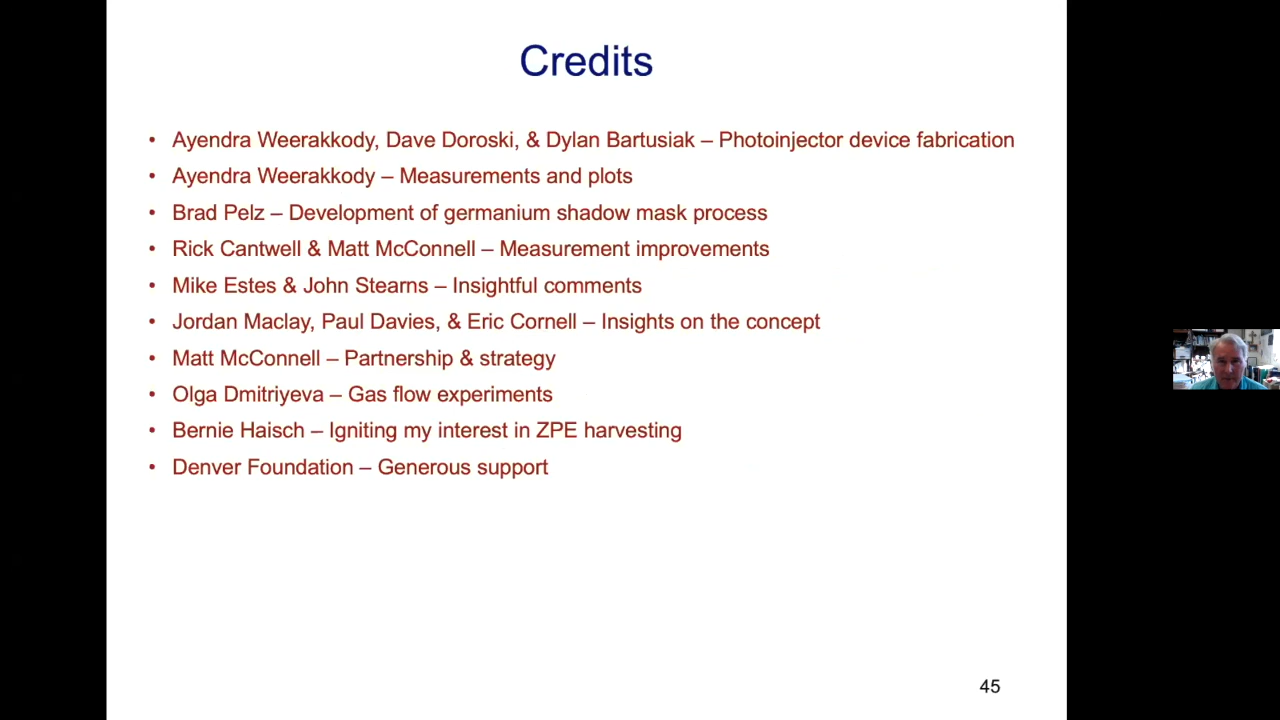 Credits
• Ayendra Weerakkody, Dave Doroski, & Dylan Bartusiak – Photoinjector device fabrication
• Ayendra Weerakkody – Measurements and plots
• Brad Pelz – Development of germanium shadow mask process
• Rick Cantwell & Matt McConnell – Measurement improvements
• Mike Estes & John Stearns – Insightful comments
• Jordan Maclay, Paul Davies, & Eric Cornell – Insights on the concept
• Matt McConnell – Partnership & strategy
• Olga Dmitriyeva – Gas flow experiments
• Bernie Haisch – Igniting my interest in ZPE harvesting
• Denver Foundation – Generous support
45